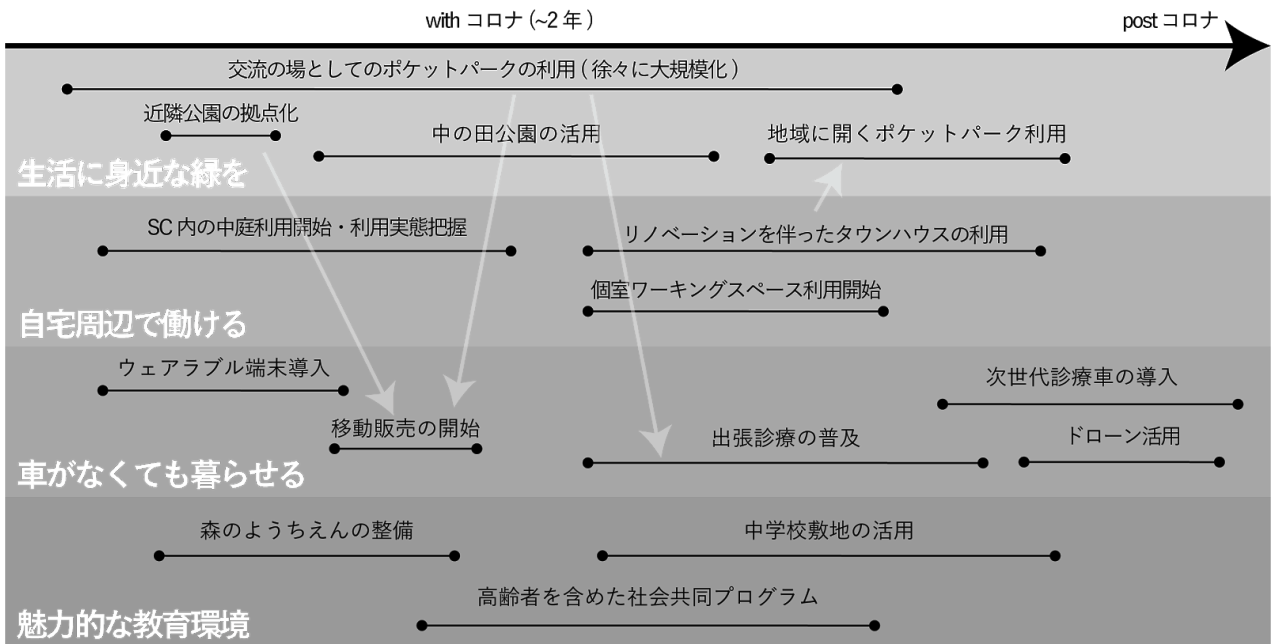 with コロナ (~2 年 )
post コロナ
交流の場としてのポケットパークの利用 ( 徐々に大規模化 )
近隣公園の拠点化
中の田公園の活用
地域に開くポケットパーク利用
生活に身近な緑を
SC 内の中庭利用開始・利用実態把握
リノベーションを伴ったタウンハウスの利用
個室ワーキングスペース利用開始
自宅周辺で働ける
ウェアラブル端末導入
次世代診療車の導入
移動販売の開始
出張診療の普及
ドローン活用
車がなくても暮らせる
森のようちえんの整備
中学校敷地の活用
高齢者を含めた社会共同プログラム
魅力的な教育環境